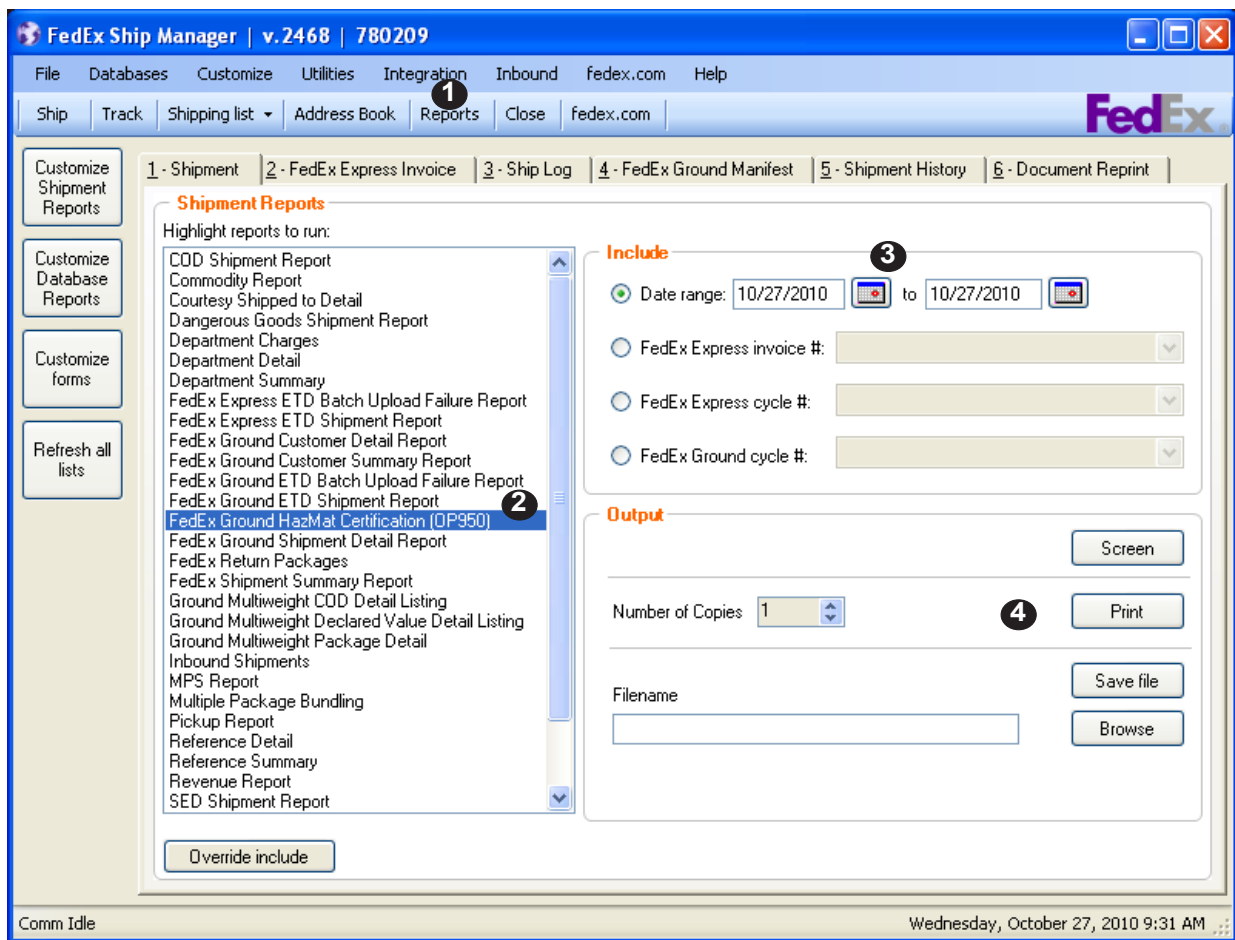 FedEx Ship Manager | v.2468 | 780209
File Databases Customize Utilities Integration Inbound fedex.com Help
1
Ship Track Shipping list Address Book Reports Close fedex.com
FedEx.
Customize Shipment Reports
Customize Database Reports
Customize forms
Refresh all lists
1 - Shipment 2 - FedEx Express Invoice 3 - Ship Log 4 - FedEx Ground Manifest 5 - Shipment History 6 - Document Reprint
Shipment Reports
Highlight reports to run:
COD Shipment Report
Commodity Report
Courtesy Shipped to Detail
Dangerous Goods Shipment Report
Department Charges
Department Detail
Department Summary
FedEx Express ETD Batch Upload Failure Report
FedEx Express ETD Shipment Report
FedEx Ground Customer Detail Report
FedEx Ground Customer Summary Report
FedEx Ground ETD Batch Upload Failure Report
FedEx Ground ETD Shipment Report
2
FedEx Ground HazMat Certification (OP950)
FedEx Ground Shipment Detail Report
FedEx Return Packages
FedEx Shipment Summary Report
Ground Multiweight COD Detail Listing
Ground Multiweight Declared Value Detail Listing
Ground Multiweight Package Detail
Inbound Shipments
MPS Report
Multiple Package Bundling
Pickup Report
Reference Detail
Reference Summary
Revenue Report
SED Shipment Report
Override include
Include
3
Date range: 10/27/2010 to 10/27/2010
FedEx Express invoice #:
FedEx Express cycle #:
FedEx Ground cycle #:
Output
Screen
Number of Copies 1 4 Print
Save file
Filename
Browse
Comm Idle Wednesday, October 27, 2010 9:31 AM